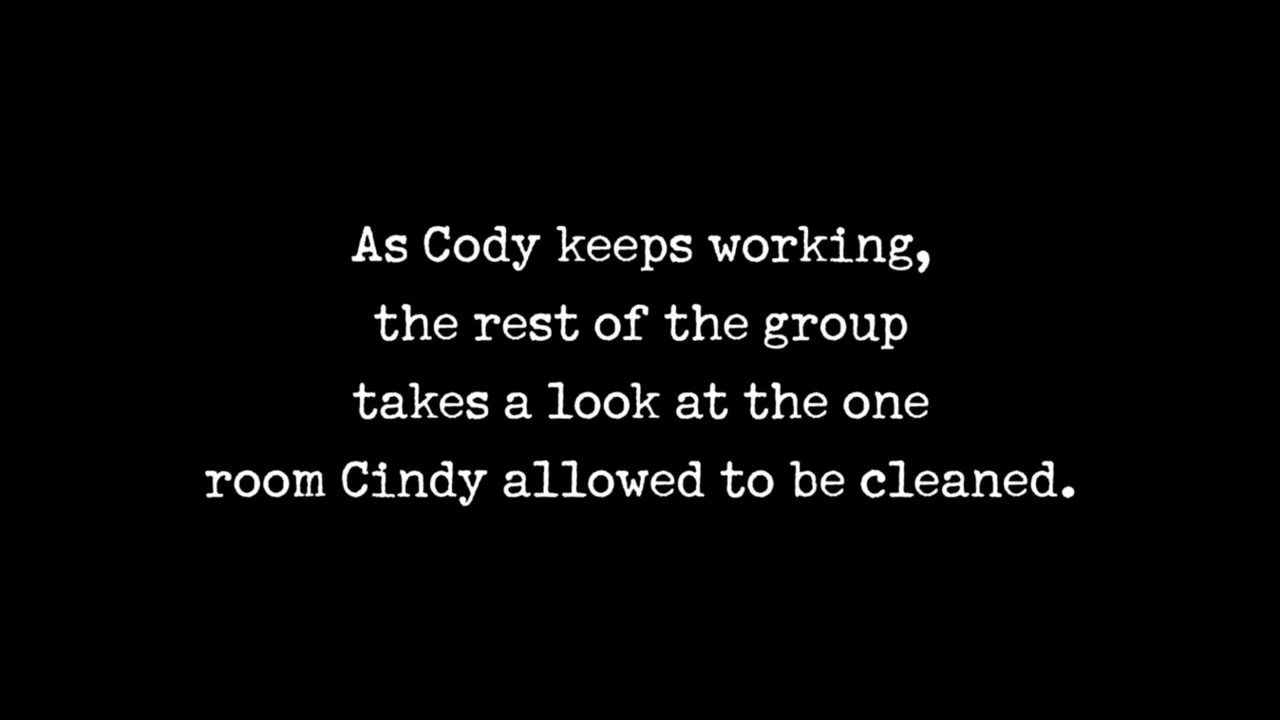 As Cody keeps working,
the rest of the group
takes a look at the one
room Cindy allowed to be cleaned.